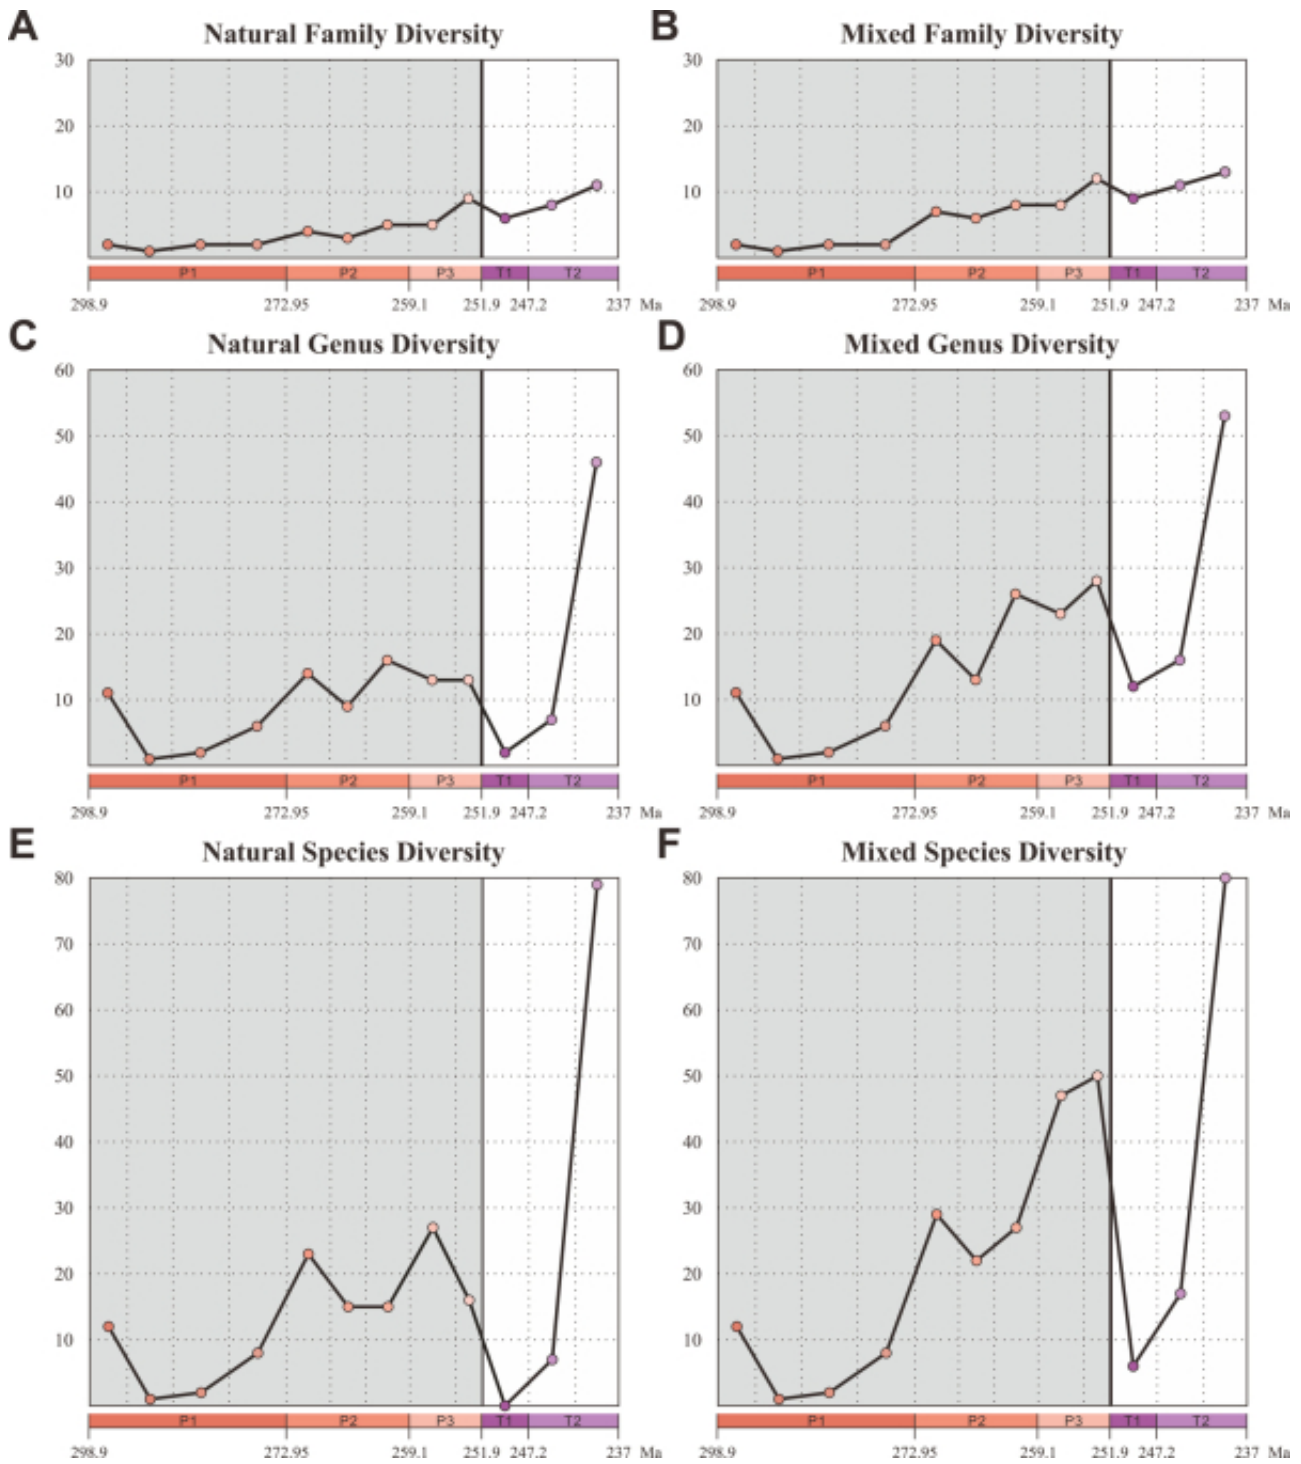 A Natural Family Diversity
30
20
10
P1 P2 P3 T1 T2
298.9 272.95 259.1 251.9 247.2 237 Ma
B Mixed Family Diversity
30
20
10
P1 P2 P3 T1 T2
298.9 272.95 259.1 251.9 247.2 237 Ma
C Natural Genus Diversity
60
50
40
30
20
10
P1 P2 P3 T1 T2
298.9 272.95 259.1 251.9 247.2 237 Ma
D Mixed Genus Diversity
60
50
40
30
20
10
P1 P2 P3 T1 T2
298.9 272.95 259.1 251.9 247.2 237 Ma
E Natural Species Diversity
80
70
60
50
40
30
20
10
P1 P2 P3 T1 T2
298.9 272.95 259.1 251.9 247.2 237 Ma
F Mixed Species Diversity
80
70
60
50
40
30
20
10
P1 P2 P3 T1 T2
298.9 272.95 259.1 251.9 247.2 237 Ma